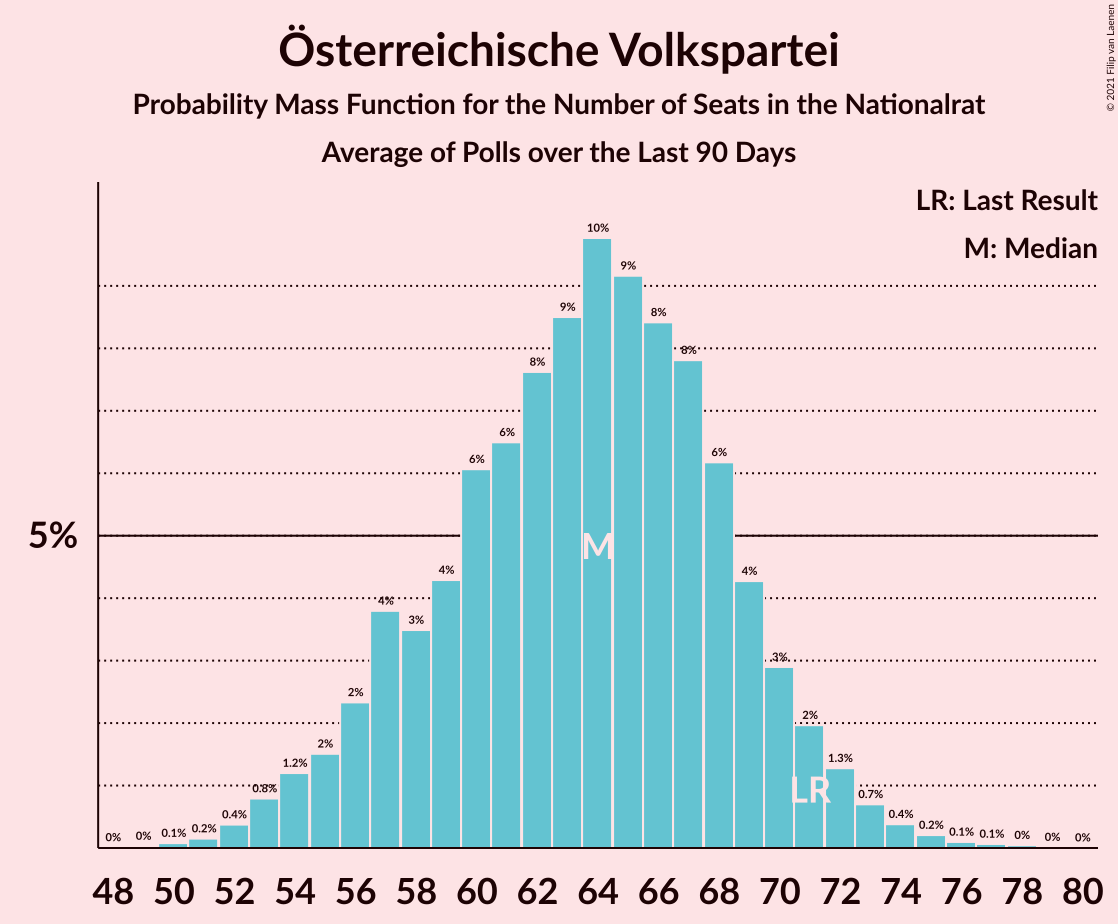 Österreichische Volkspartei
Probability Mass Function for the Number of Seats in the Nationalrat
Average of Polls over the Last 90 Days
© 2021 Filip van Laenen
LR: Last Result
M: Median
5%
0% 0% 0.1% 0.2% 0.4% 0.8% 1.2% 2% 2% 4% 3% 4% 6% 6% 8% 9% 10% 9% 8% 8% 6% 4% 3% 2% 1.3% 0.7% 0.4% 0.2% 0.1% 0.1% 0% 0% 0%
M
LR
48 50 52 54 56 58 60 62 64 66 68 70 72 74 76 78 80